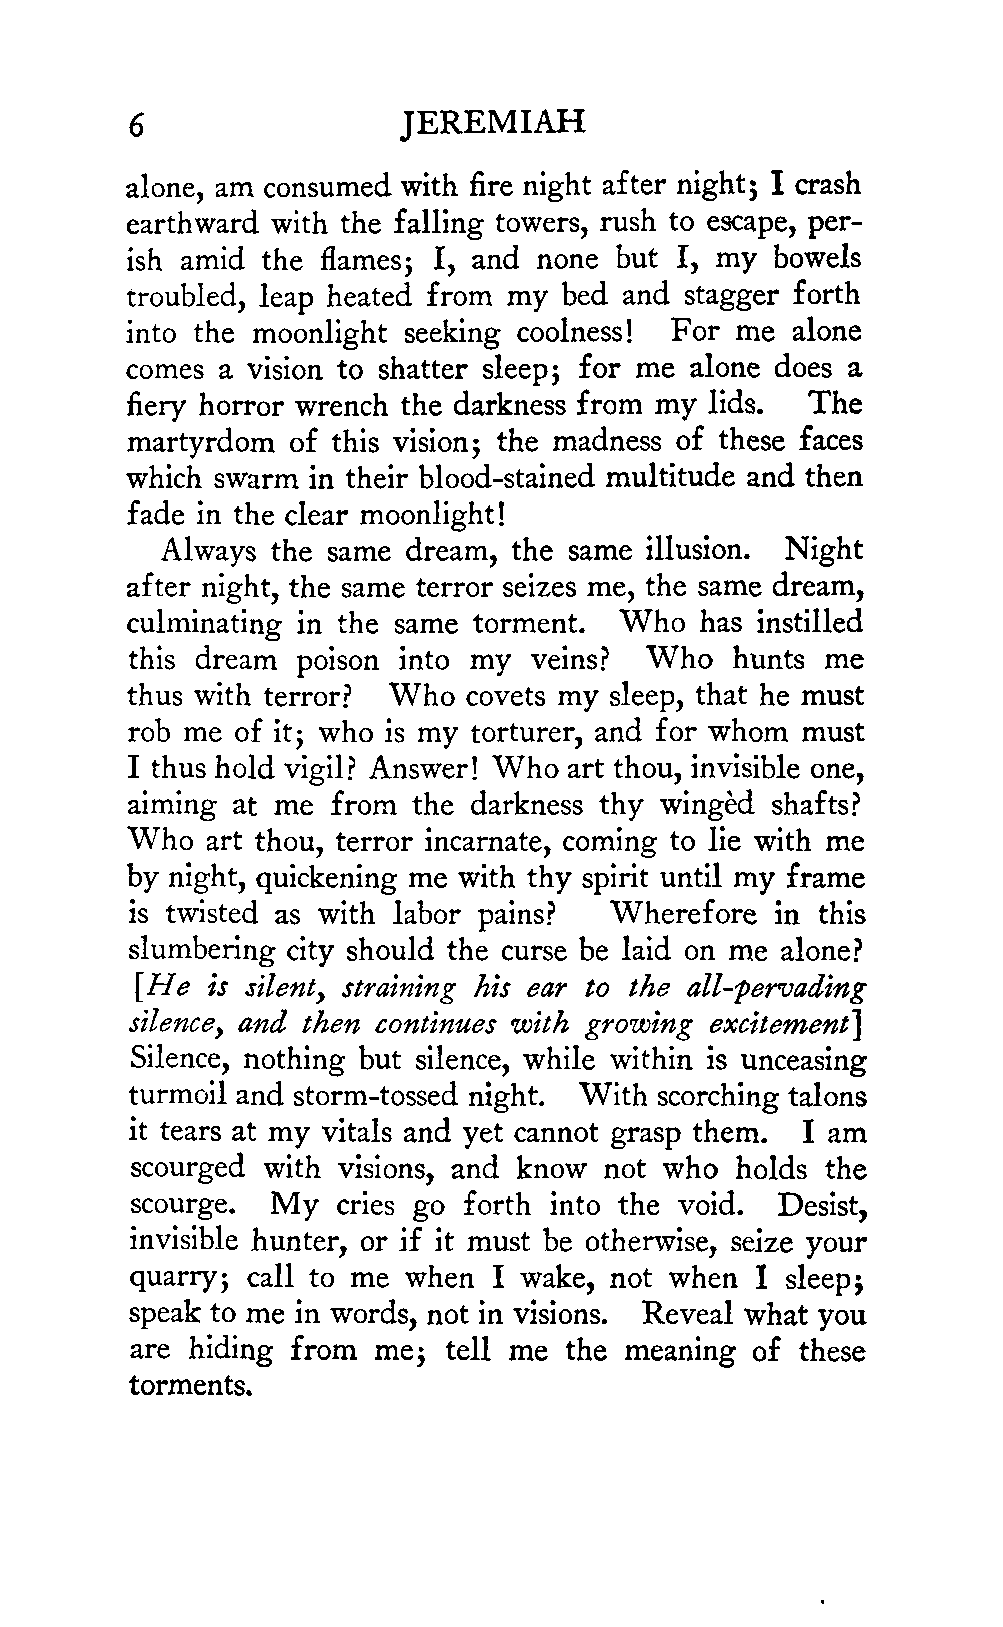 6 JEREMIAH
alone, am consumed with fire night after night; I crash
earthward with the falling towers, rush to escape, per-
ish amid the flames; I, and none but I, my bowels
troubled, leap heated from my bed and stagger forth
into the moonlight seeking coolness! For me alone
comes a vision to shatter sleep; for me alone does a
fiery horror wrench the darkness from my lids. The
martyrdom of this vision; the madness of these faces
which swarm in their blood-stained multitude and then
fade in the clear moonlight!
Always the same dream, the same illusion. Night
after night, the same terror seizes me, the same dream,
culminating in the same torment. Who has instilled
this dream poison into my veins? Who hunts me
thus with terror? Who covets my sleep, that he must
rob me of it; who is my torturer, and for whom must
I thus hold vigil? Answer! Who art thou, invisible one,
aiming at me from the darkness thy wingèd shafts?
Who art thou, terror incarnate, coming to lie with me
by night, quickening me with thy spirit until my frame
is twisted as with labor pains? Wherefore in this
slumbering city should the curse be laid on me alone?
[He is silent, straining his ear to the all-pervading
silence, and then continues with growing excitement]
Silence, nothing but silence, while within is unceasing
turmoil and storm-tossed night. With scorching talons
it tears at my vitals and yet cannot grasp them. I am
scourged with visions, and know not who holds the
scourge. My cries go forth into the void. Desist,
invisible hunter, or if it must be otherwise, seize your
quarry; call to me when I wake, not when I sleep;
speak to me in words, not in visions. Reveal what you
are hiding from me; tell me the meaning of these
torments.